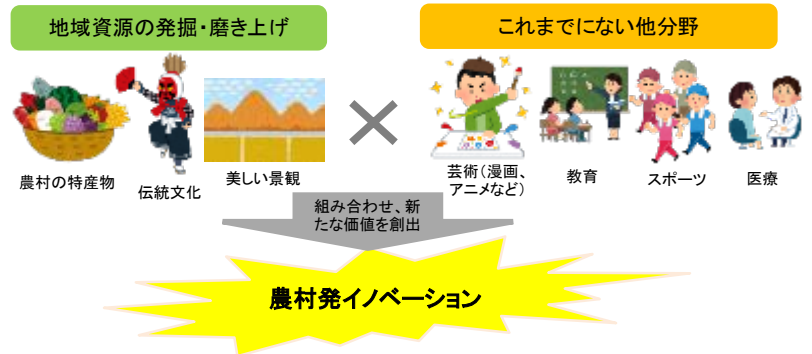 地域資源の発掘・磨き上げ
これまでにない他分野
農村の特産物
伝統文化
美しい景観
芸術(漫画、
アニメなど)
教育
スポーツ
医療
組み合わせ、新
たな価値を創出
農村発イノベーション